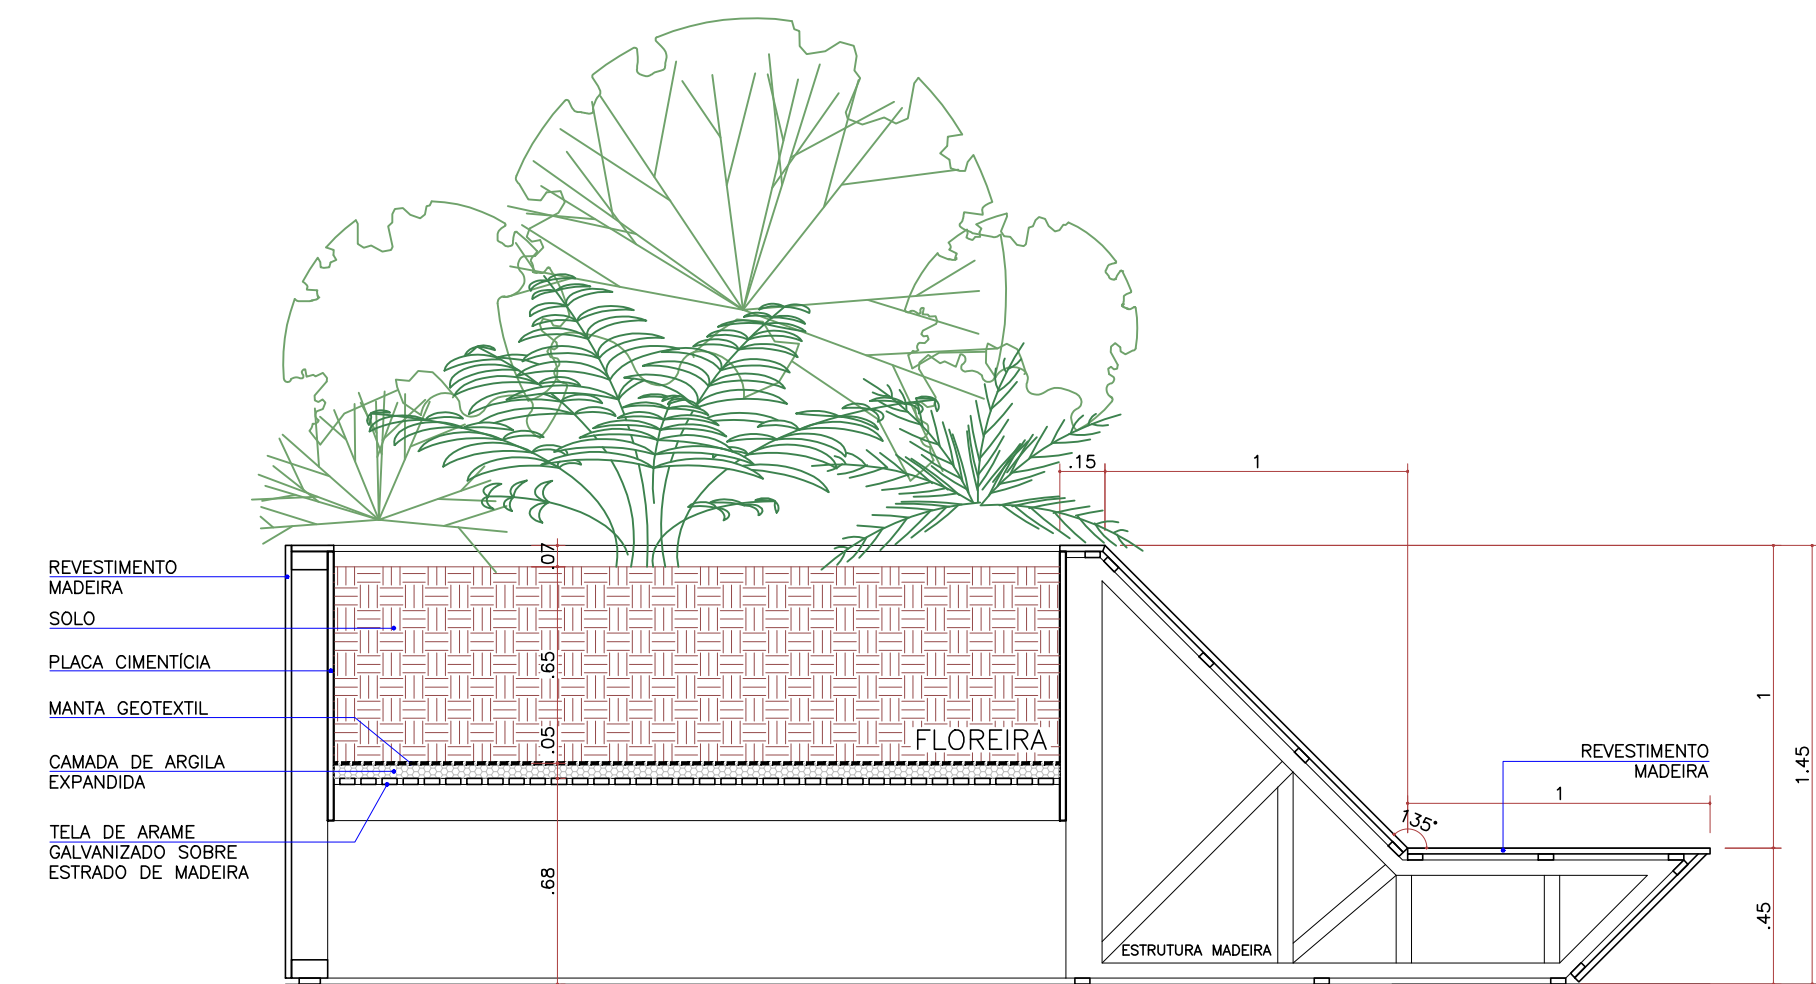 .15
1
.07
REVESTIMENTO
MADEIRA
SOLO
PLACA CIMENTÍCIA
.65
MANTA GEOTEXTIL
1
.05
FLOREIRA
CAMADA DE ARGILA
EXPANDIDA
REVESTIMENTO
MADEIRA
1.45
1
135°
TELA DE ARAME
GALVANIZADO SOBRE
ESTRADO DE MADEIRA
.68
.45
ESTRUTURA MADEIRA